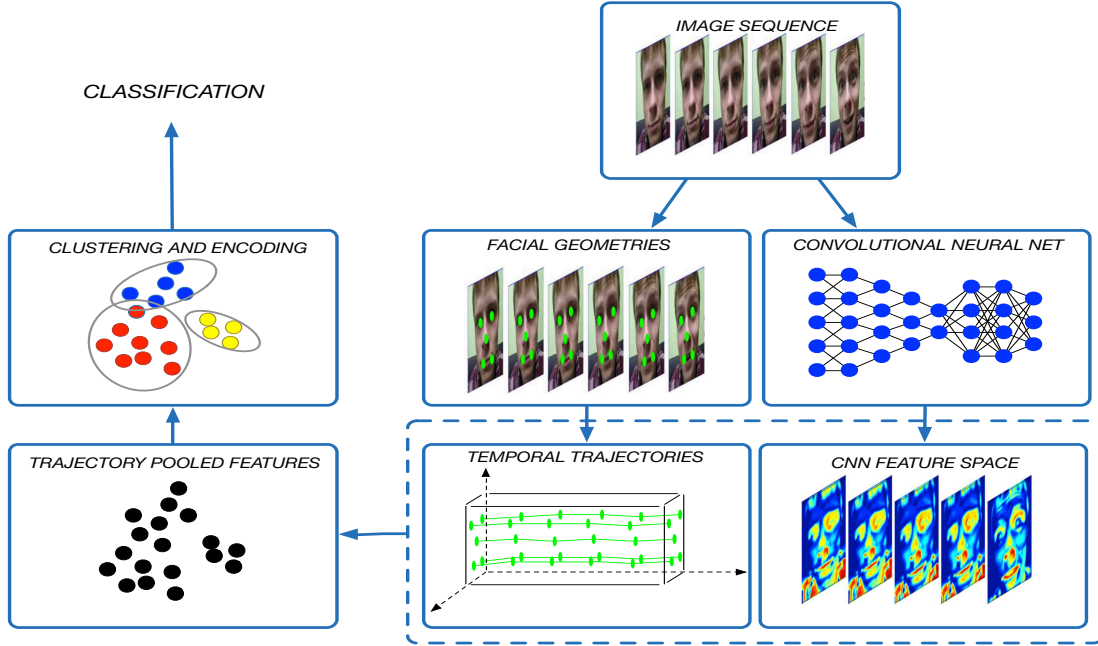 IMAGE SEQUENCE
CLASSIFICATION
CLUSTERING AND ENCODING
FACIAL GEOMETRIES
CONVOLUTIONAL NEURAL NET
TRAJECTORY POOLED FEATURES
TEMPORAL TRAJECTORIES
CNN FEATURE SPACE